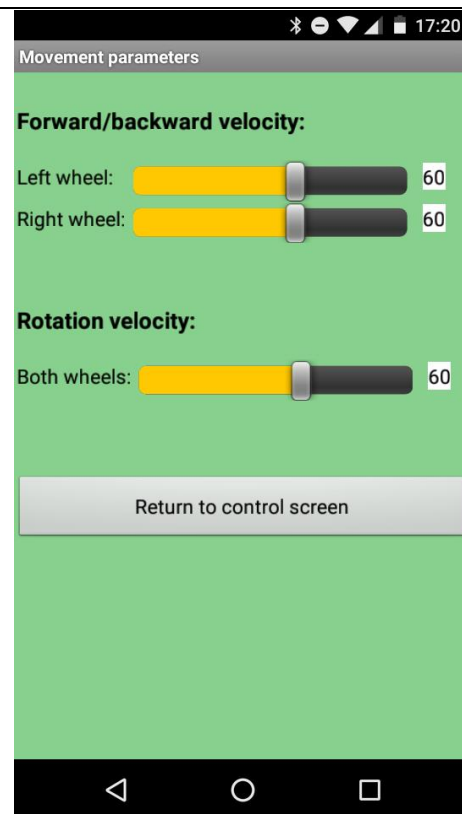 17:20
Movement parameters
Forward/backward velocity:
Left wheel: 60
Right wheel: 60
Rotation velocity:
Both wheels: 60
Return to control screen